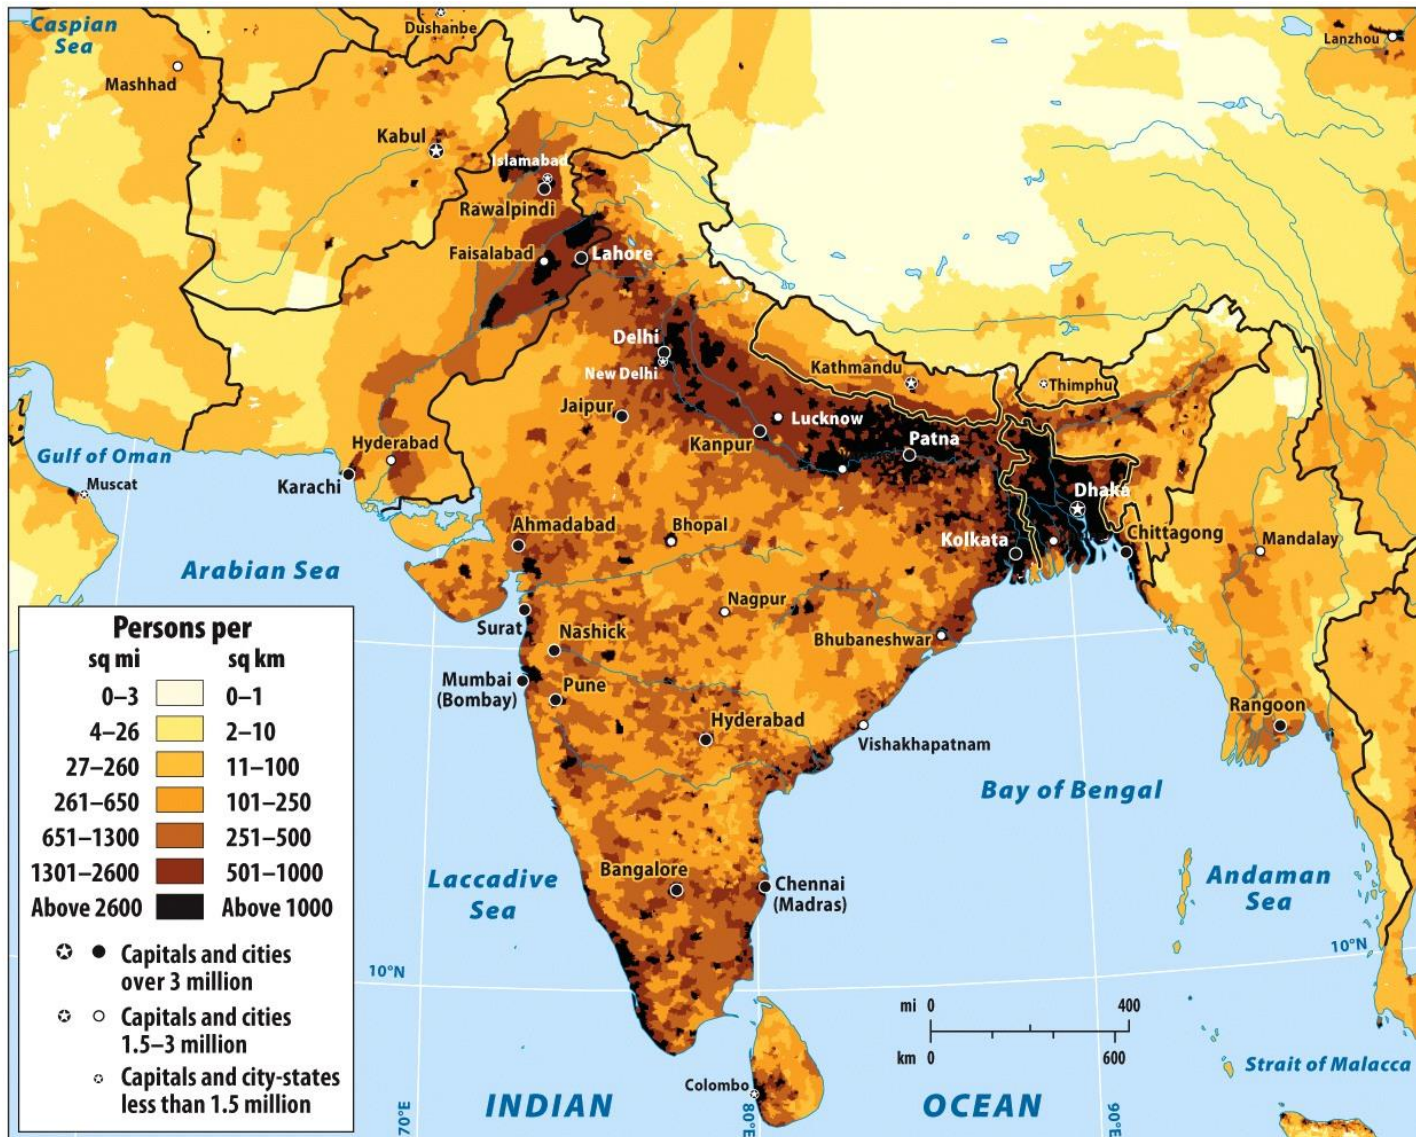 Caspian
Sea
Dushanbe
Lanzhou
Mashhad
Kabul
Islamabad
Rawalpindi
Faisalabad
Lahore
Delhi
New Delhi
Kathmandu
Thimphu
Jaipur
Lucknow
Kanpur
Patna
Hyderabad
Gulf of Oman
Muscat
Karachi
Dhaka
Ahmadabad
Bhopal
Kolkata
Chittagong
Mandalay
Arabian Sea
Nagpur
Surat
Nashick
Bhubaneshwar
Mumbai
(Bombay)
Pune
Hyderabad
Vishakhapatnam
Rangoon
Bay of Bengal
Bangalore
Chennai
(Madras)
Laccadive
Sea
Andaman
Sea
10°N
10°N
mi 0 400
km 0 600
Strait of Malacca
Colombo
INDIAN OCEAN
70°E
80°E
90°E
Persons per
sq mi sq km
0–3 0–1
4–26 2–10
27–260 11–100
261–650 101–250
651–1300 251–500
1301–2600 501–1000
Above 2600 Above 1000
Capitals and cities
over 3 million
Capitals and cities
1.5–3 million
Capitals and city-states
less than 1.5 million